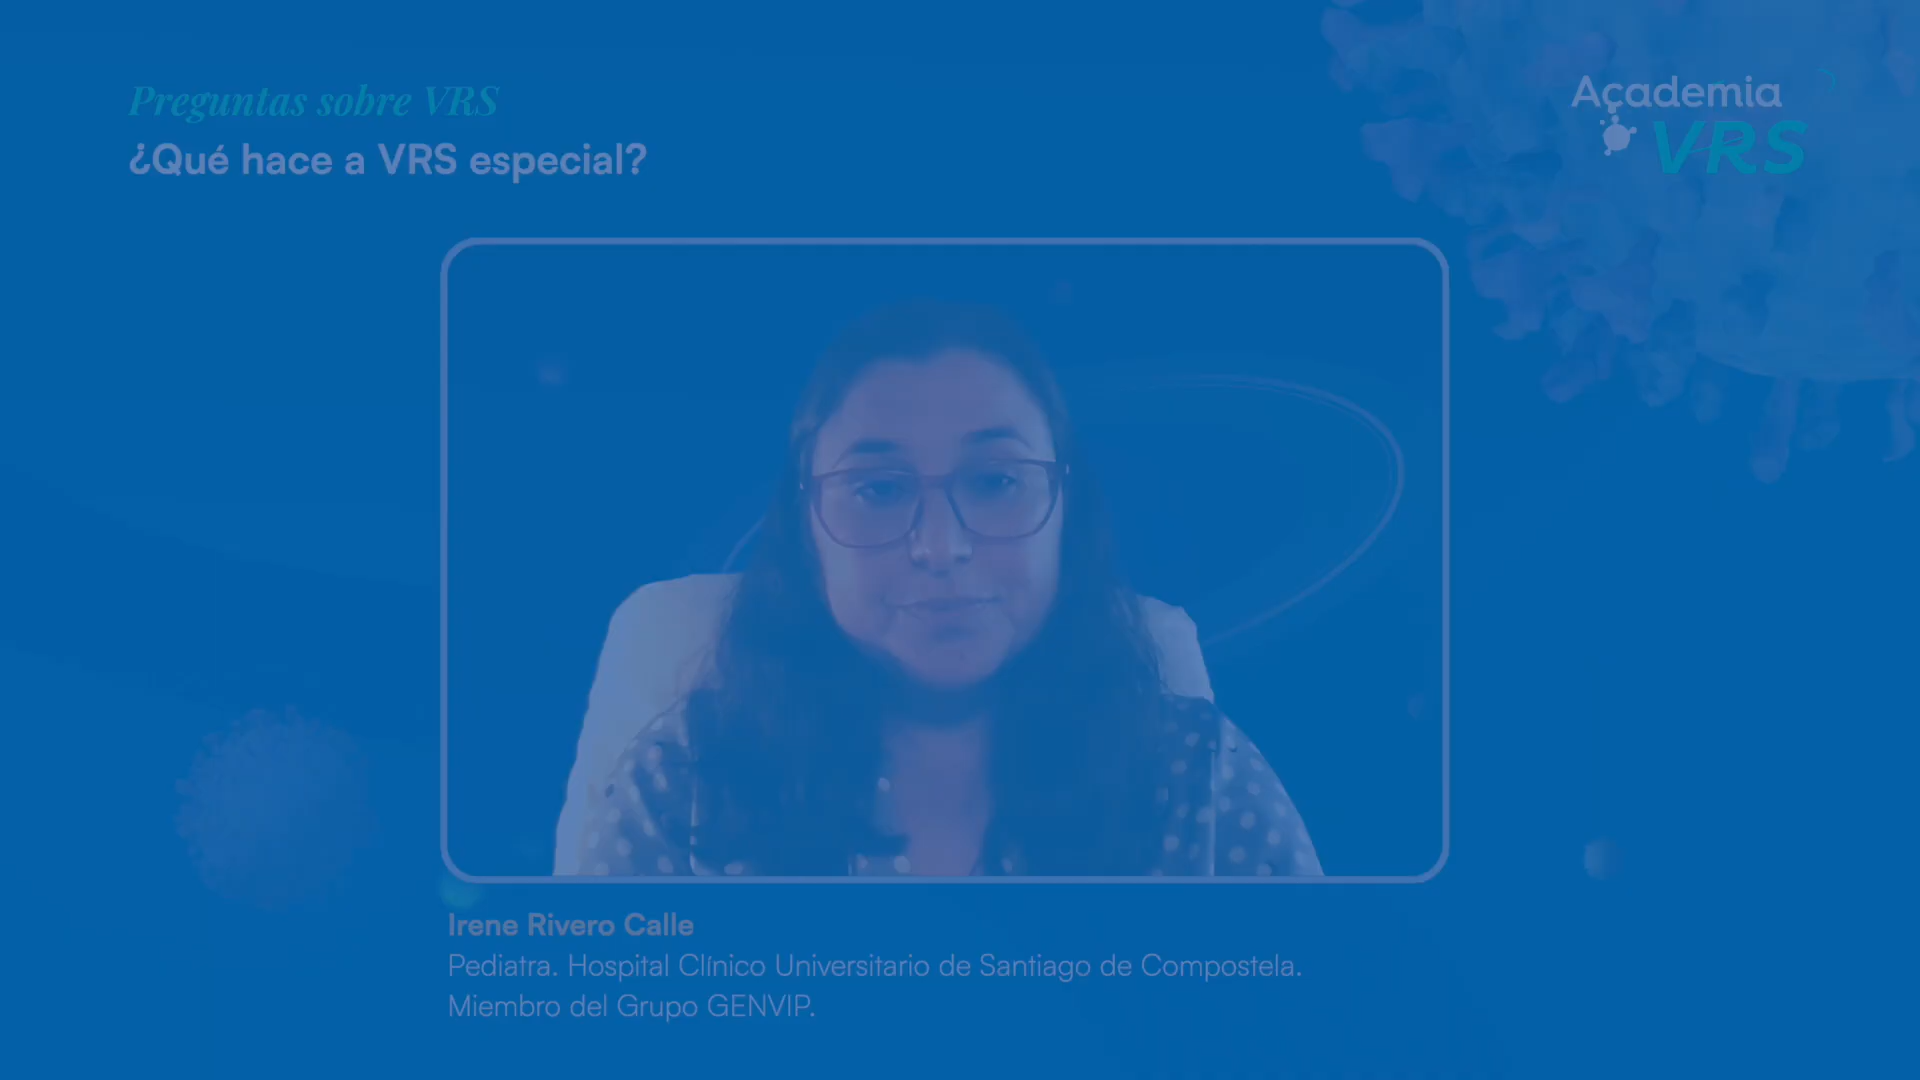 Preguntas sobre VRS
¿Qué hace a VRS especial?
Academia
VRS
Irene Rivero Calle
Pediatra. Hospital Clínico Universitario de Santiago de Compostela.
Miembro del Grupo GENVIP.